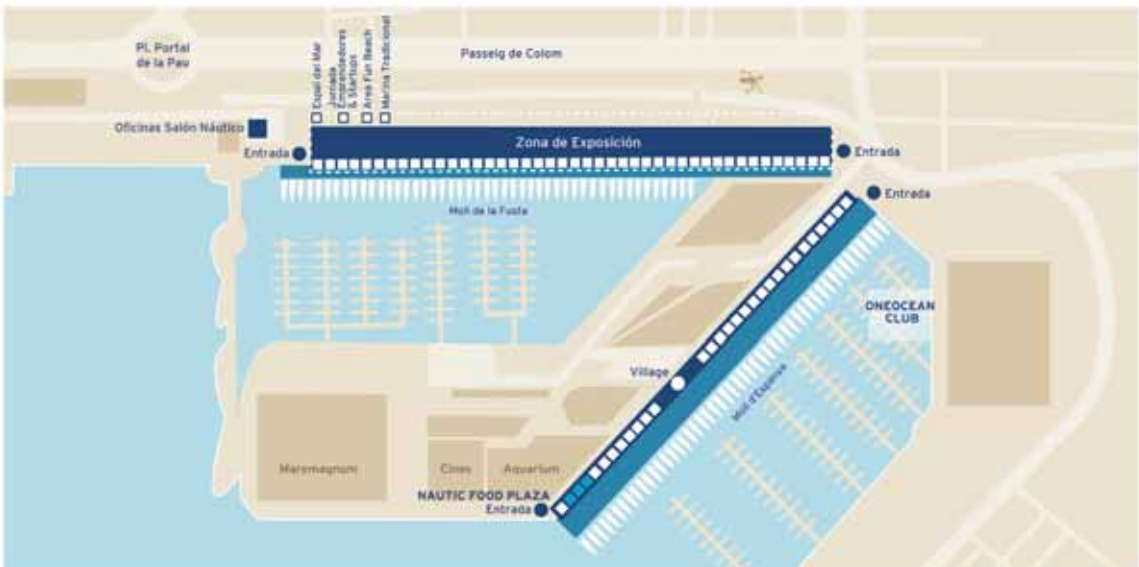 Pl. Portal
de la Pau
Espai del Mar
Jornada
Emprendedores
& Startups
Area Fun Beach
Marina Tradicional
Passeig de Colom
Oficinas Salón Náutico
Entrada
Zona de Exposición
Entrada
Entrada
Moll de la Fusta
ONEOCEAN
CLUB
Village
Moll d'Espanya
Maremagnum
Cines
Aquarium
NAUTIC FOOD PLAZA
Entrada